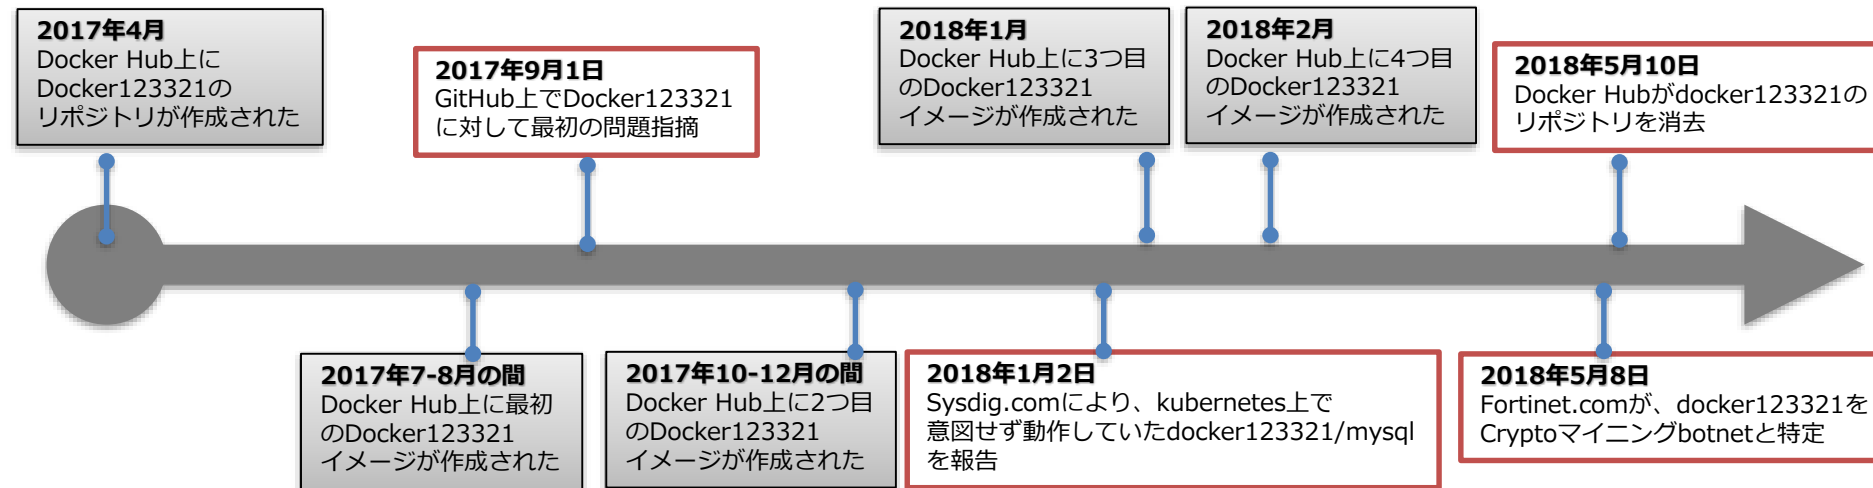 2017年4月
Docker Hub上に
Docker123321の
リポジトリが作成された
2017年9月1日
GitHub上でDocker123321
に対して最初の問題指摘
2018年1月
Docker Hub上に3つ目
のDocker123321
イメージが作成された
2018年2月
Docker Hub上に4つ目
のDocker123321
イメージが作成された
2018年5月10日
Docker Hubがdocker123321の
リポジトリを消去
2017年7-8月の間
Docker Hub上に最初
のDocker123321
イメージが作成された
2017年10-12月の間
Docker Hub上に2つ目
のDocker123321
イメージが作成された
2018年1月2日
Sysdig.comにより、kubernetes上で
意図せず動作していたdocker123321/mysql
を報告
2018年5月8日
Fortinet.comが、docker123321を
Cryptoマイニングbotnetと特定